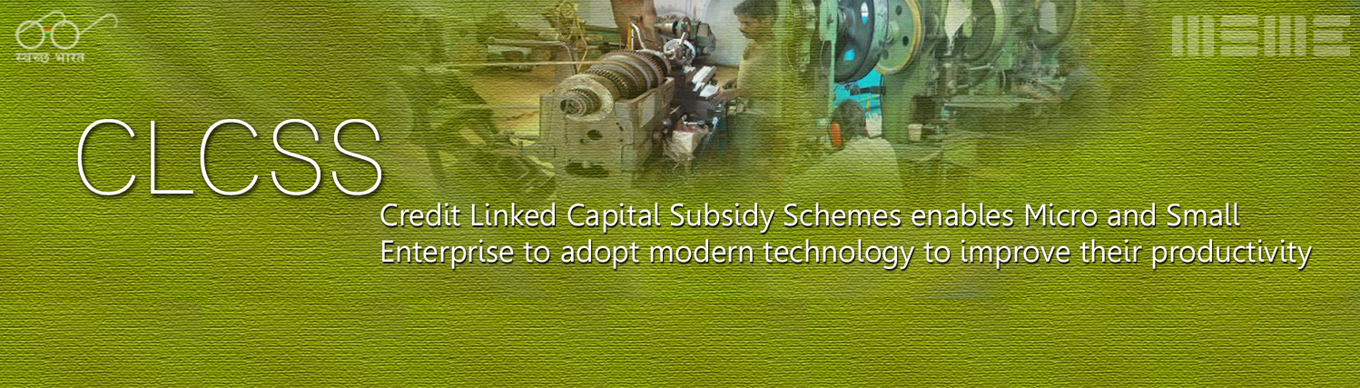 स्वच्छ भारत
MSME
CLCSS
Credit Linked Capital Subsidy Schemes enables Micro and Small
Enterprise to adopt modern technology to improve their productivity